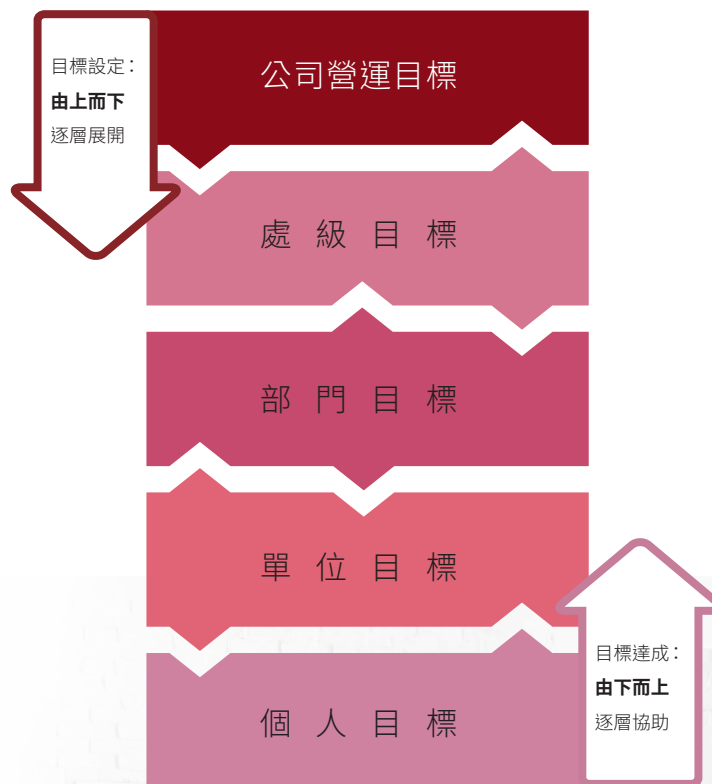 目標設定：
由上而下
逐層展開
公司營運目標
處級目標
部門目標
單位目標
個人目標
目標達成：
由下而上
逐層協助